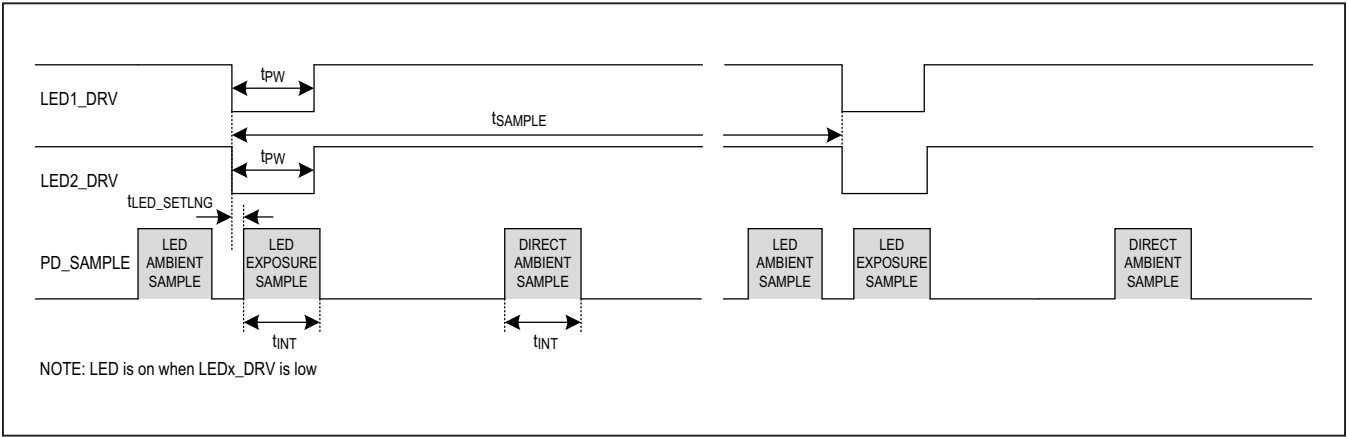 LED1_DRV
tPW
tSAMPLE
LED2_DRV
tPW
tLED_SETLNG
PD_SAMPLE
LED
AMBIENT
SAMPLE
LED
EXPOSURE
SAMPLE
DIRECT
AMBIENT
SAMPLE
LED
AMBIENT
SAMPLE
LED
EXPOSURE
SAMPLE
DIRECT
AMBIENT
SAMPLE
tINT
tINT
NOTE: LED is on when LEDx_DRV is low